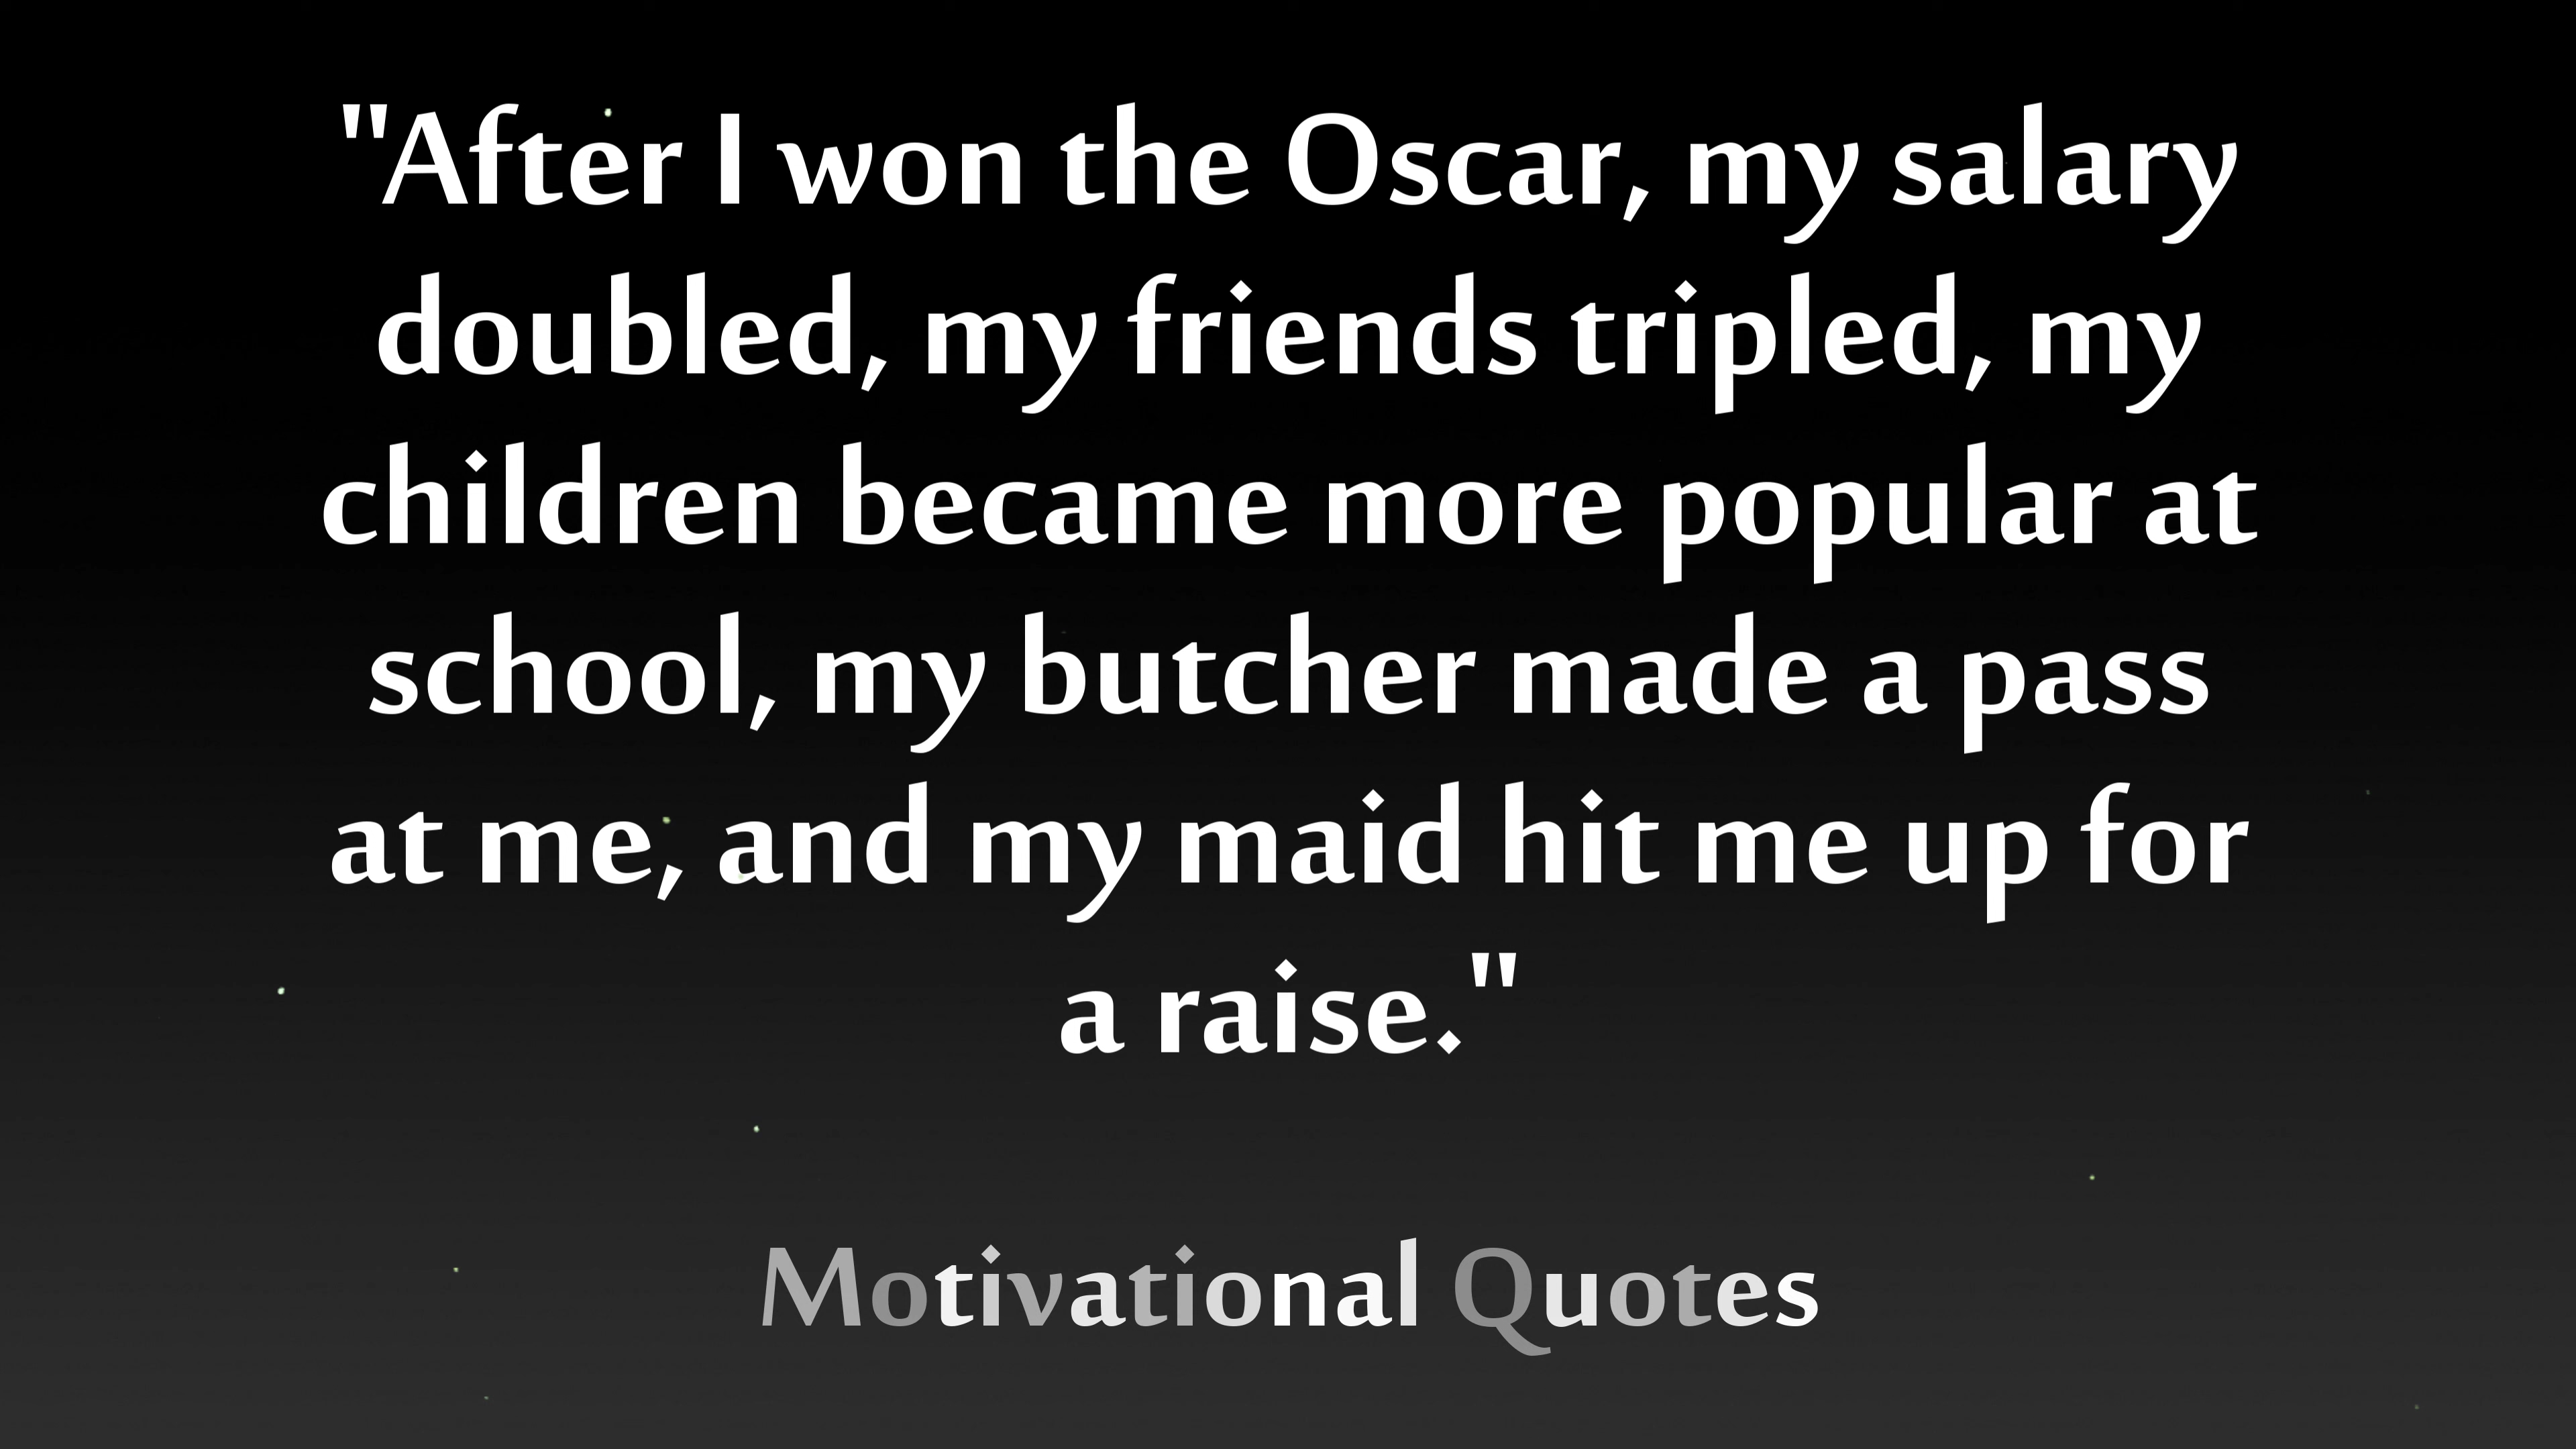 "After I won the Oscar, my salary
doubled, my friends tripled, my
children became more popular at
school, my butcher made a pass
at me, and my maid hit me up for
a raise."
Motivational Quotes